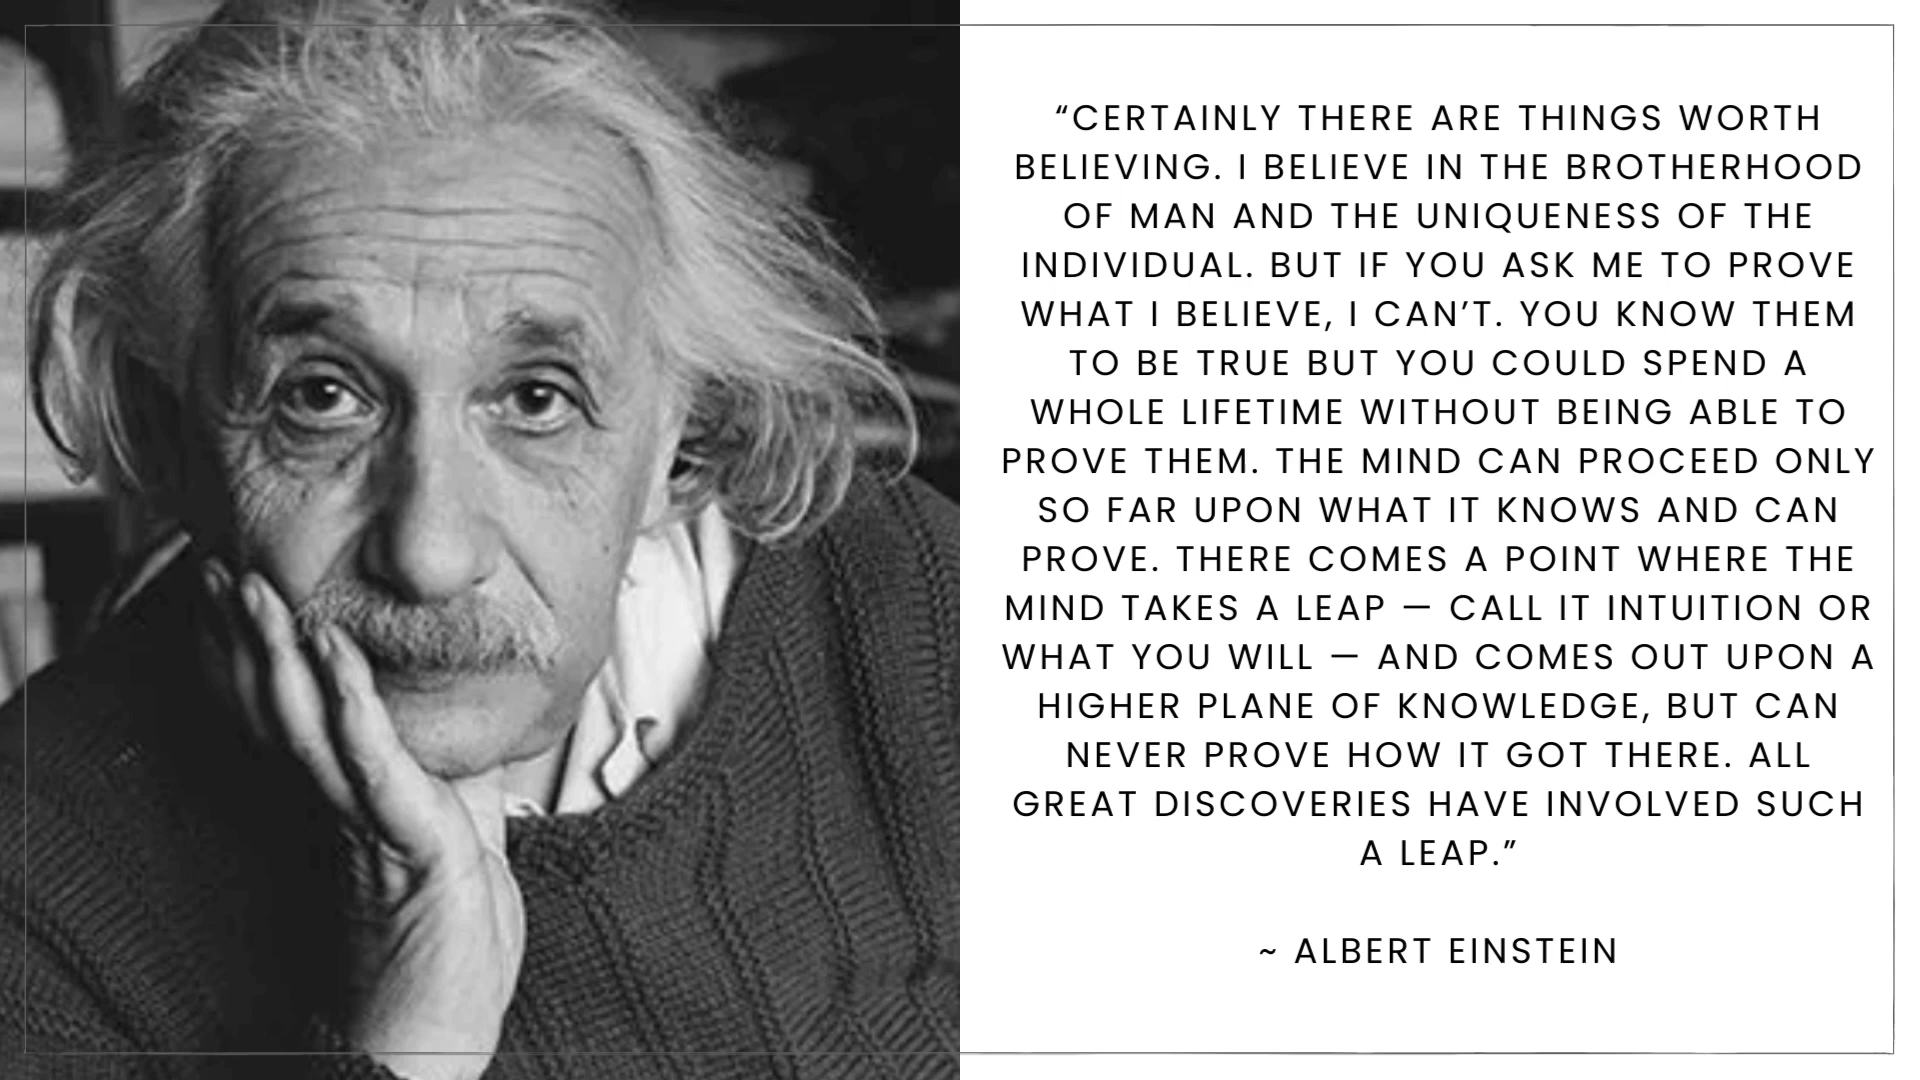 “CERTAINLY THERE ARE THINGS WORTH
BELIEVING. I BELIEVE IN THE BROTHERHOOD
OF MAN AND THE UNIQUENESS OF THE
INDIVIDUAL. BUT IF YOU ASK ME TO PROVE
WHAT I BELIEVE, I CAN’T. YOU KNOW THEM
TO BE TRUE BUT YOU COULD SPEND A
WHOLE LIFETIME WITHOUT BEING ABLE TO
PROVE THEM. THE MIND CAN PROCEED ONLY
SO FAR UPON WHAT IT KNOWS AND CAN
PROVE. THERE COMES A POINT WHERE THE
MIND TAKES A LEAP — CALL IT INTUITION OR
WHAT YOU WILL — AND COMES OUT UPON A
HIGHER PLANE OF KNOWLEDGE, BUT CAN
NEVER PROVE HOW IT GOT THERE. ALL
GREAT DISCOVERIES HAVE INVOLVED SUCH
A LEAP.”
~ ALBERT EINSTEIN